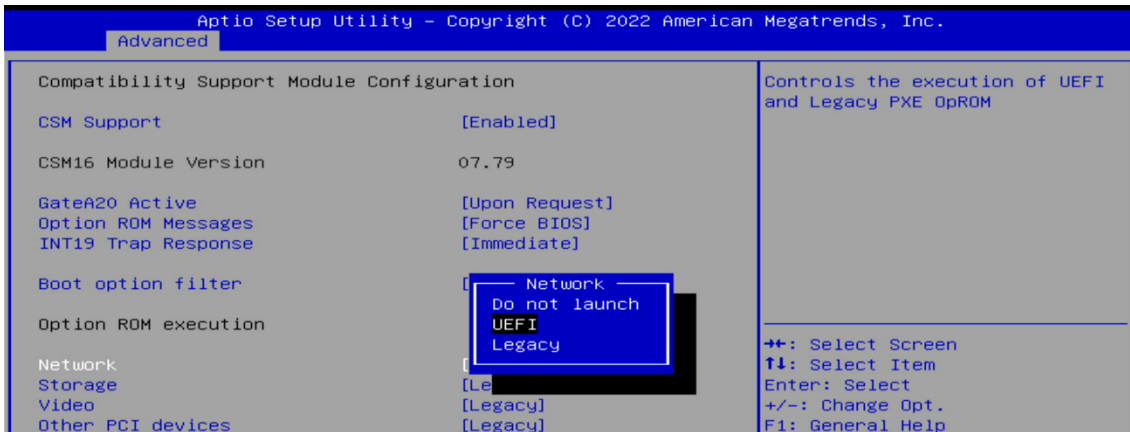 Aptio Setup Utility – Copyright (C) 2022 American Megatrends, Inc.
Advanced
Compatibility Support Module Configuration
CSM Support [Enabled]
CSM16 Module Version 07.79
GateA20 Active [Upon Request]
Option ROM Messages [Force BIOS]
INT19 Trap Response [Immediate]
Boot option filter [
Option ROM execution
Network [
Storage [Le
Video [Legacy]
Other PCI devices [Legacy]
Network
Do not launch
UEFI
Legacy
Controls the execution of UEFI
and Legacy PXE OpROM
→←: Select Screen
↑↓: Select Item
Enter: Select
+/-: Change Opt.
F1: General Help